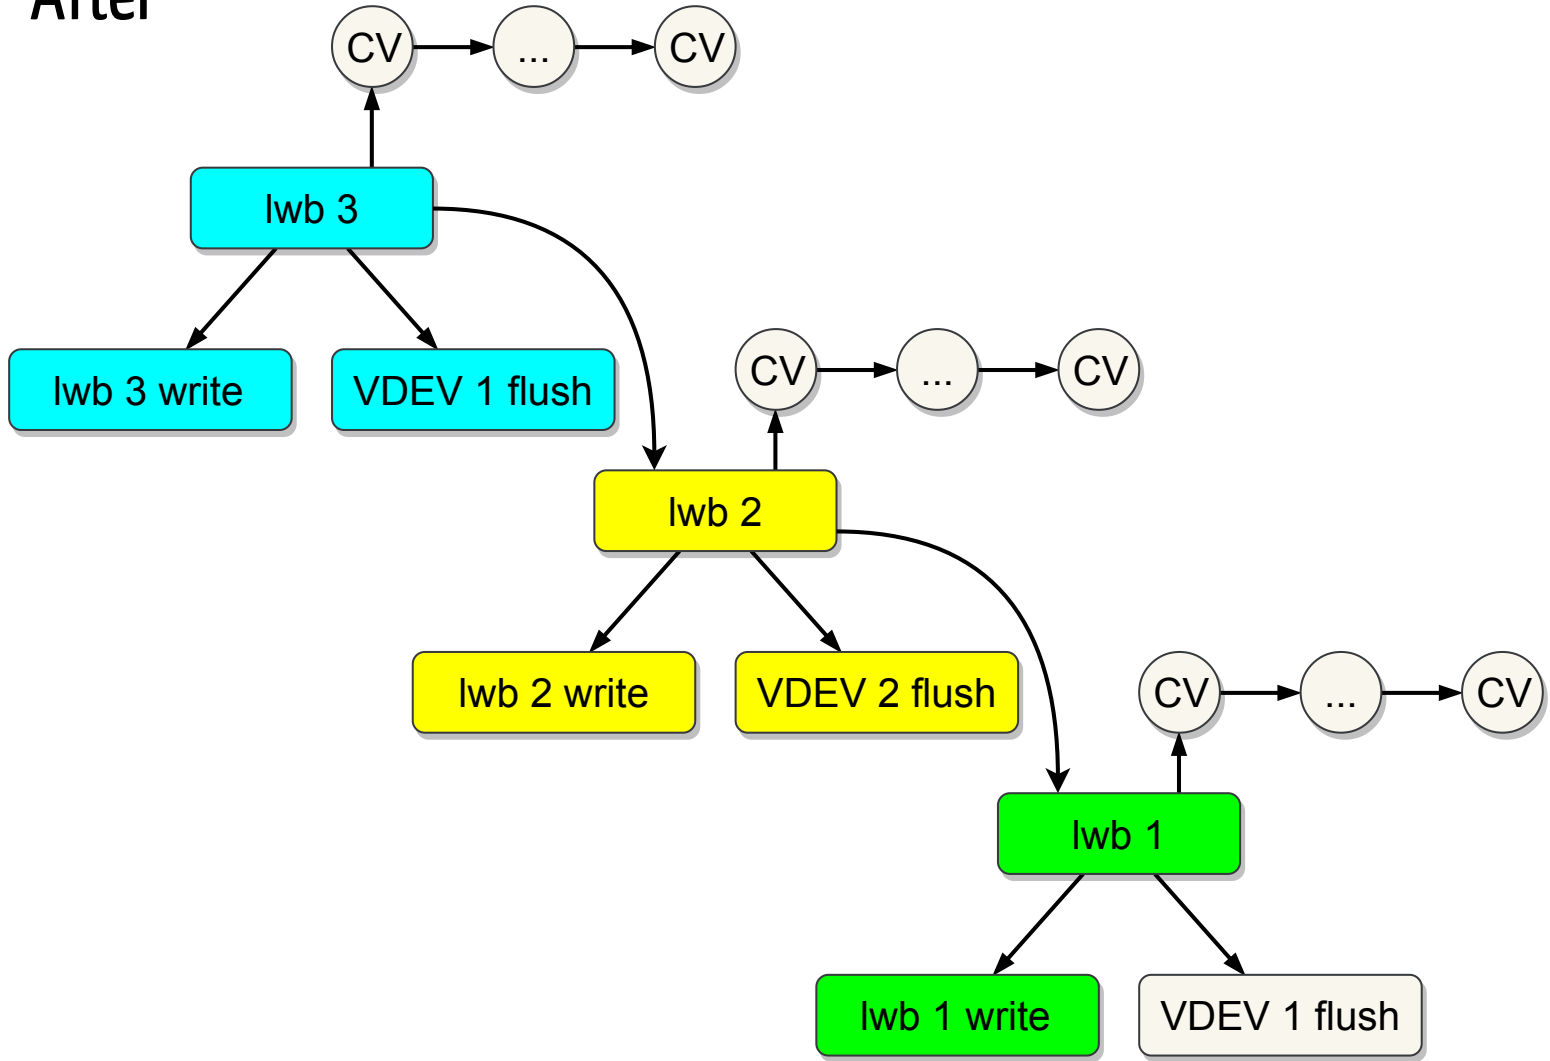 After
CV ... CV
lwb 3
lwb 3 write VDEV 1 flush
CV ... CV
lwb 2
lwb 2 write VDEV 2 flush
CV ... CV
lwb 1
lwb 1 write VDEV 1 flush